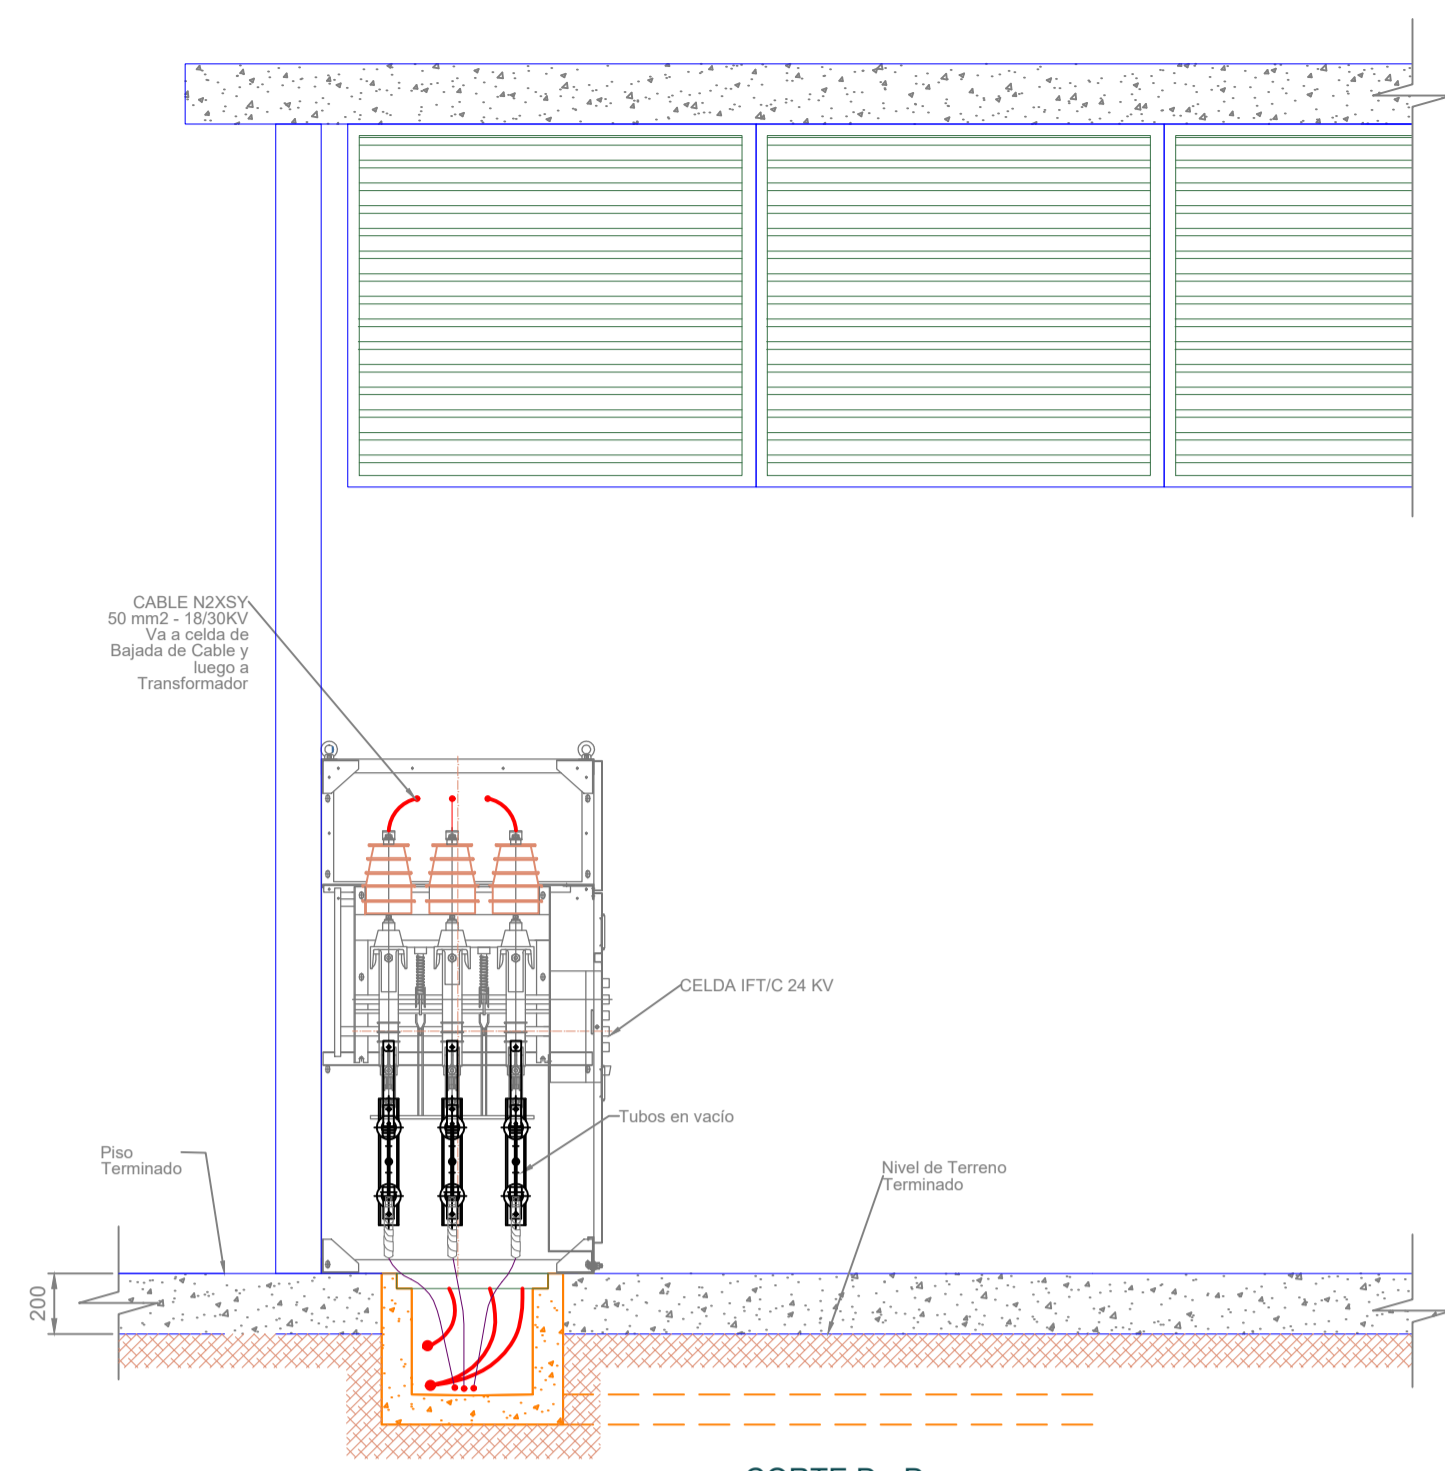 CABLE N2XSY
50 mm2 - 18/30KV
Va a celda de
Bajada de Cable y
luego a
Transformador
CELDA IFT/C 24 KV
Tubos en vacío
Piso
Terminado
Nivel de Terreno
Terminado
200